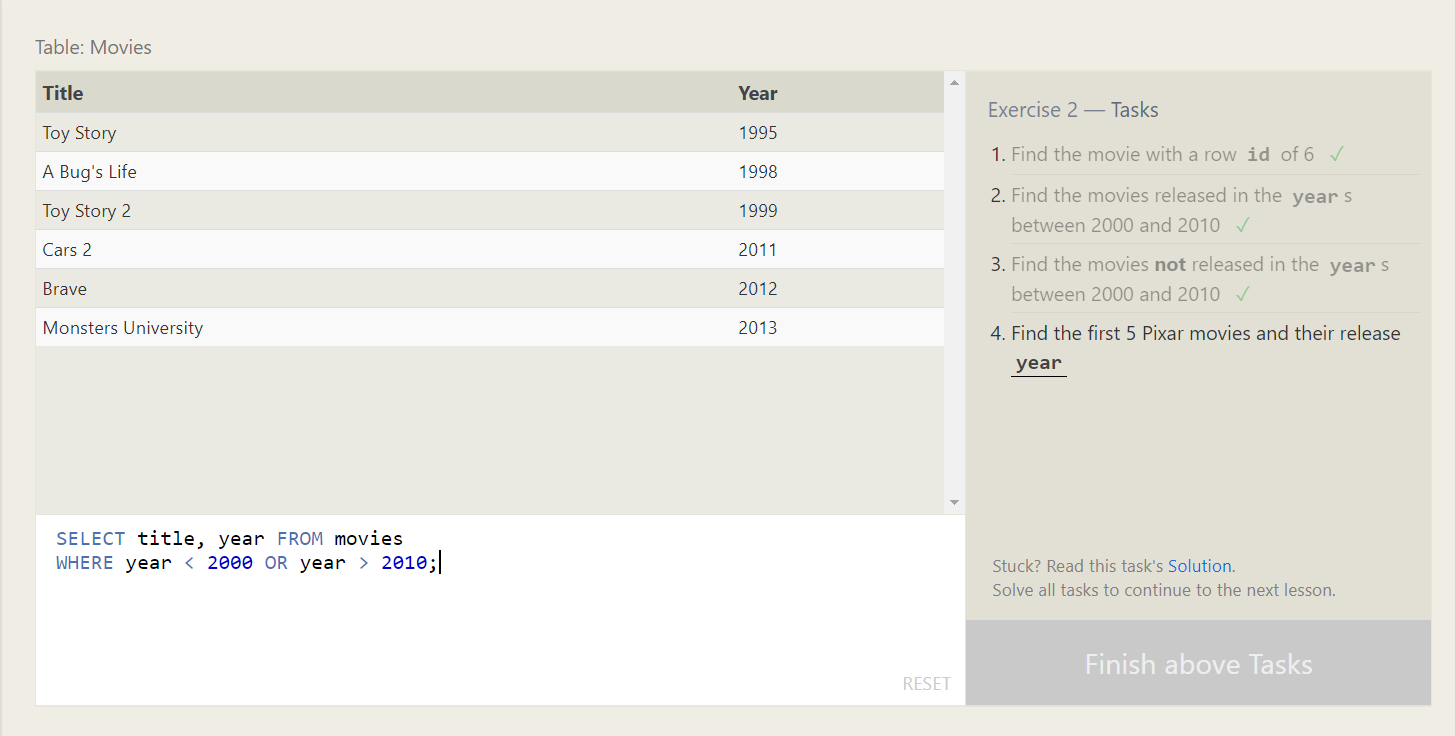 Table: Movies
Title Year
Toy Story 1995
A Bug's Life 1998
Toy Story 2 1999
Cars 2 2011
Brave 2012
Monsters University 2013
SELECT title, year FROM movies
WHERE year < 2000 OR year > 2010;
RESET
Exercise 2 — Tasks
1. Find the movie with a row id of 6 ✓
2. Find the movies released in the year s
between 2000 and 2010 ✓
3. Find the movies not released in the year s
between 2000 and 2010 ✓
4. Find the first 5 Pixar movies and their release
year
Stuck? Read this task's Solution.
Solve all tasks to continue to the next lesson.
Finish above Tasks